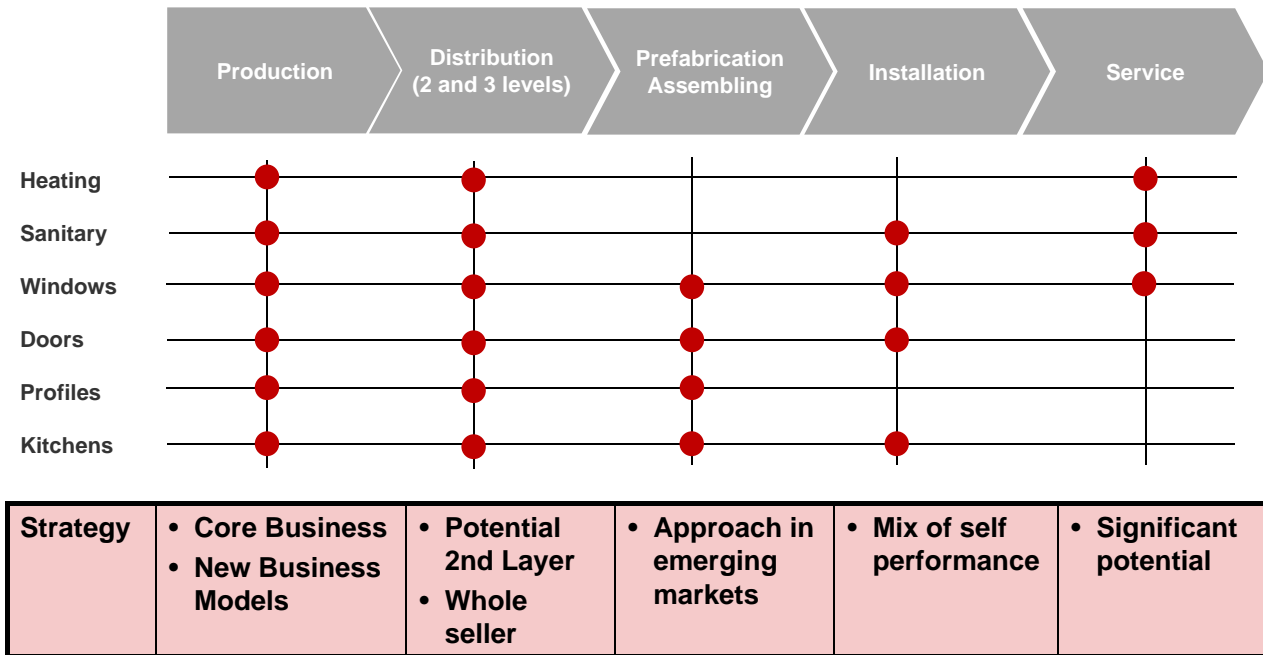 Production
Distribution
(2 and 3 levels)
Prefabrication
Assembling
Installation
Service
Heating
Sanitary
Windows
Doors
Profiles
Kitchens
Strategy
• Core Business
• New Business
Models
• Potential
2nd Layer
• Whole
seller
• Approach in
emerging
markets
• Mix of self
performance
• Significant
potential